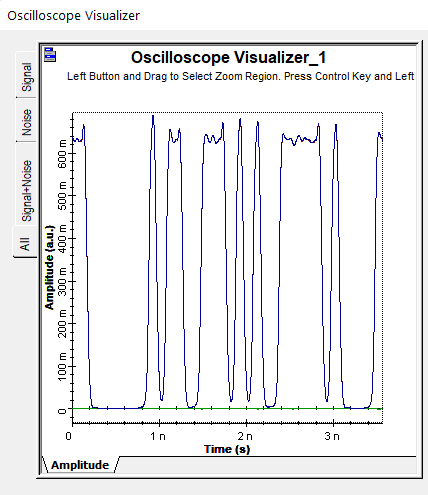 Oscilloscope Visualizer
Oscilloscope Visualizer_1
Left Button and Drag to Select Zoom Region. Press Control Key and Left
Signal
Noise
Signal+Noise
All
Amplitude (a.u.)
600 m
500 m
400 m
300 m
200 m
100 m
0
0
1 n
2 n
3 n
Time (s)
Amplitude